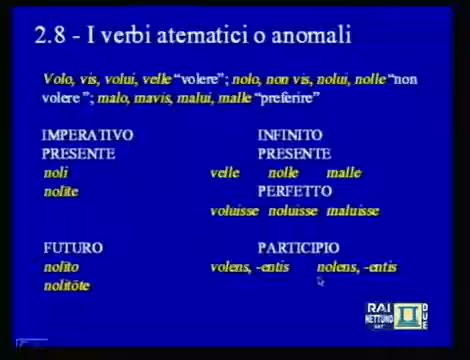 2.8 - I verbi atematici o anomali
Volo, vis, volui, velle “volere”; nolo, non vis, nolui, nolle “non
volere ”; malo, mavis, malui, malle “preferire”
IMPERATIVO INFINITO
PRESENTE PRESENTE
noli velle nolle malle
nolite PERFETTO
voluisse noluisse maluisse
FUTURO PARTICIPIO
nolito volens, -entis nolens, -entis
nolitōte
RAI
NETTUNO
SAT
DUE